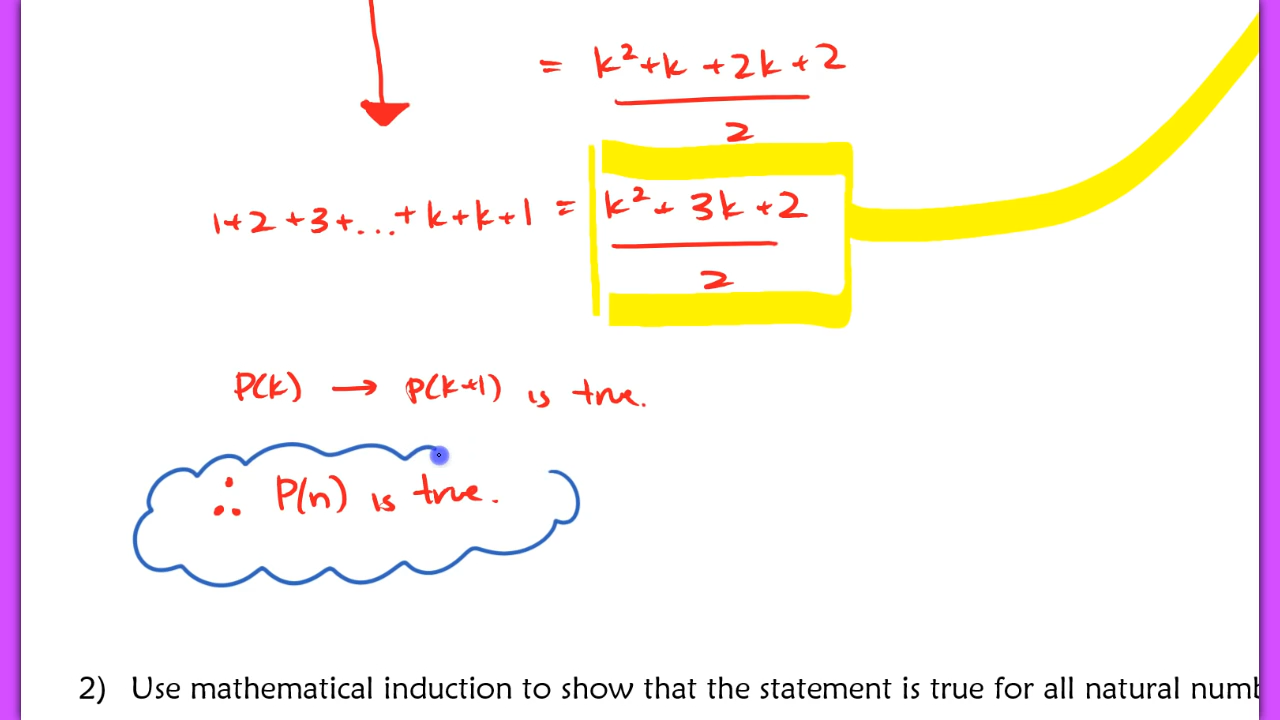 = k²+k+2k+2
2
1+2+3+...+k+k+1 = k²+3k+2
2
P(k) → P(k+1) is true.
∴ P(n) is true.
2) Use mathematical induction to show that the statement is true for all natural numb